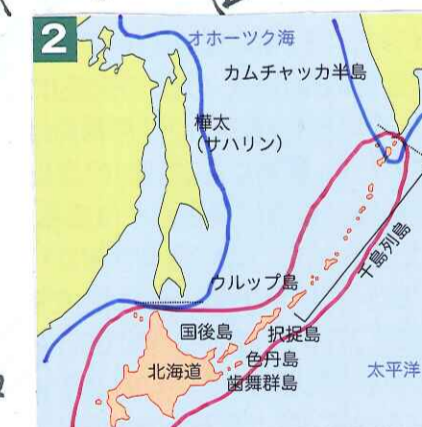 2
オホーツク海
カムチャッカ半島
樺太
（サハリン）
千島列島
ウルップ島
国後島
択捉島
色丹島
北海道
歯舞群島
太平洋